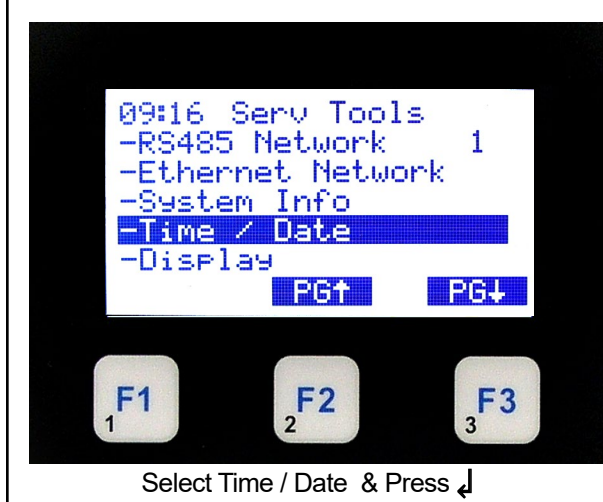 09:16 Serv Tools
-RS485 Network 1
-Ethernet Network
-System Info
-Time / Date
-Display
PG↑ PG↓
F1 F2 F3
1 2 3
Select Time / Date & Press ↲